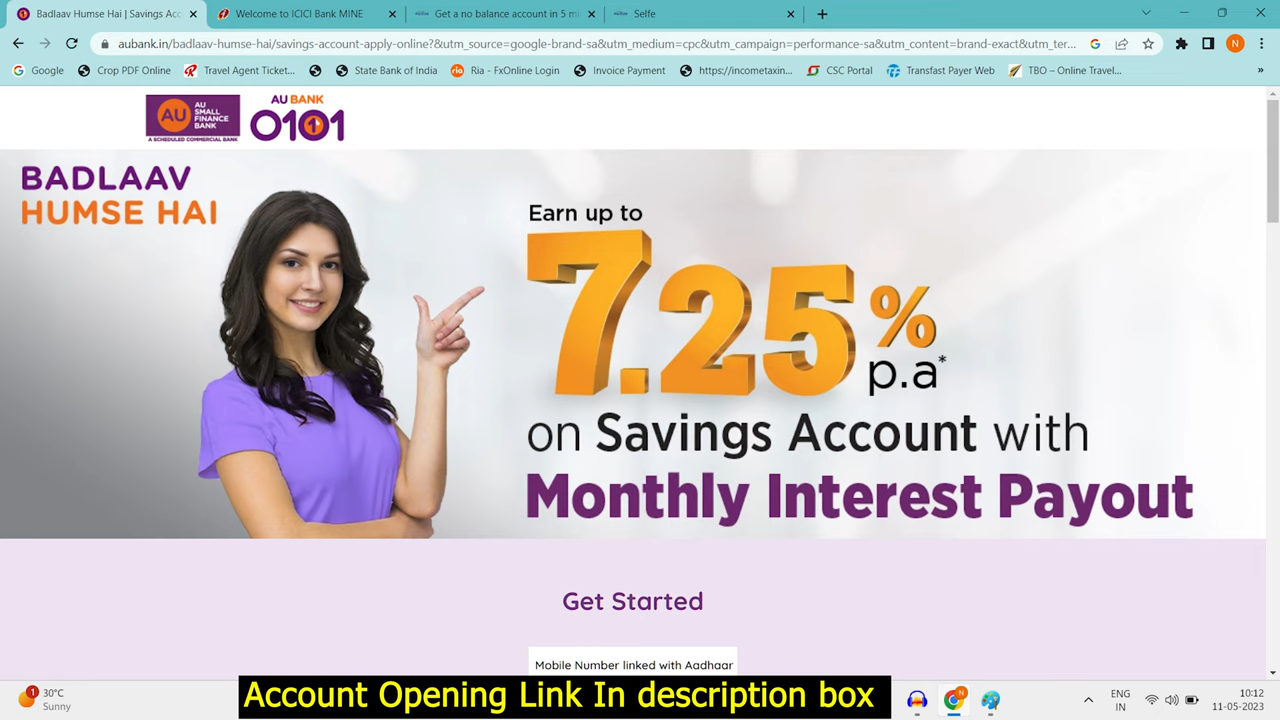 Badlaav Humse Hai | Savings Acc
Welcome to ICICI Bank MINE
Get a no balance account in 5 mi
Selfe
aubank.in/badlaav-humse-hai/savings-account-apply-online?&utm_source=google-brand-sa&utm_medium=cpc&utm_campaign=performance-sa&utm_content=brand-exact&utm_ter...
N
Google
Crop PDF Online
Travel Agent Ticket...
State Bank of India
Ria - FxOnline Login
Invoice Payment
https://incometaxin...
CSC Portal
Transfast Payer Web
TBO – Online Travel...
»
AU
AU
SMALL
FINANCE
BANK
A SCHEDULED COMMERCIAL BANK
AU BANK
0101
BADLAAV
HUMSE HAI
Earn up to
7.25%
p.a*
on Savings Account with
Monthly Interest Payout
Get Started
Mobile Number linked with Aadhaar
1
30°C
Sunny
Account Opening Link In description box
N
ENG
IN
10:12
11-05-2023